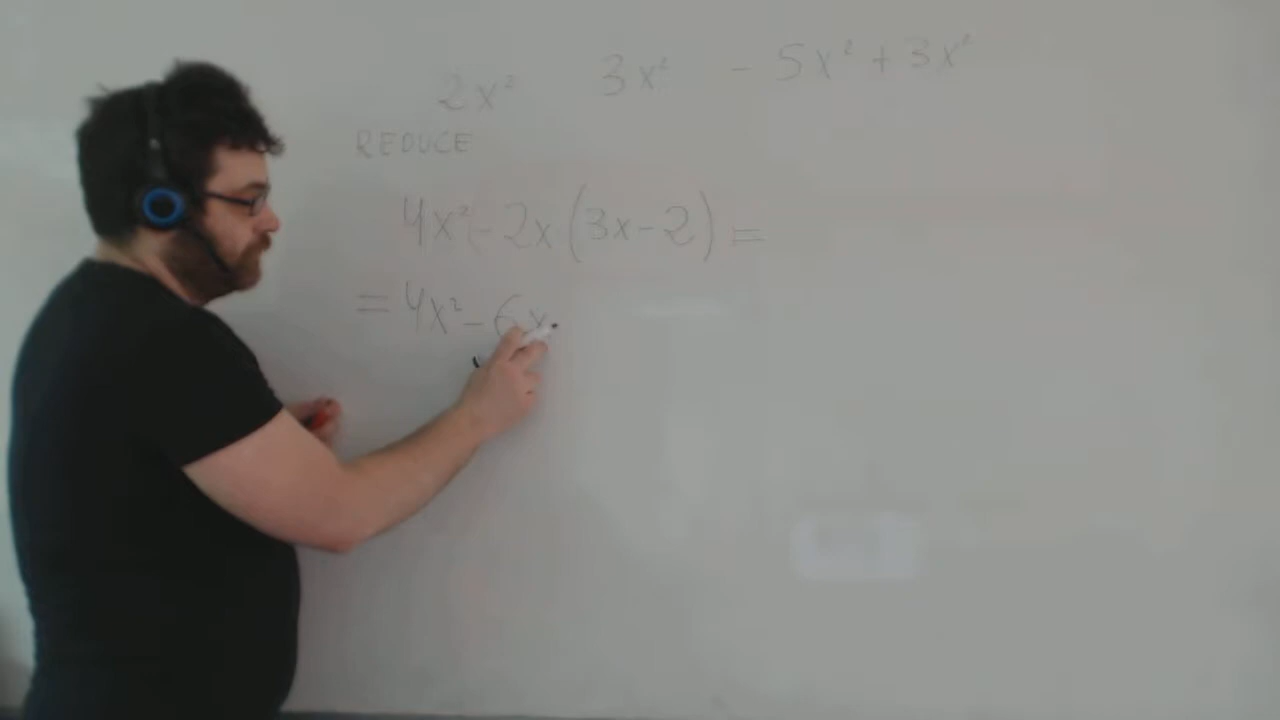 2x² 3x² - 5x² + 3x²
REDUCE
4x² - 2x (3x - 2) =
= 4x² - 6x